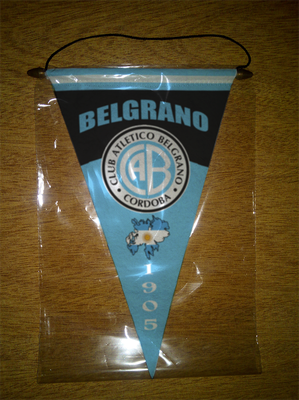 BELGRANO
CLUB ATLETICO BELGRANO
CAB
CORDOBA
1905